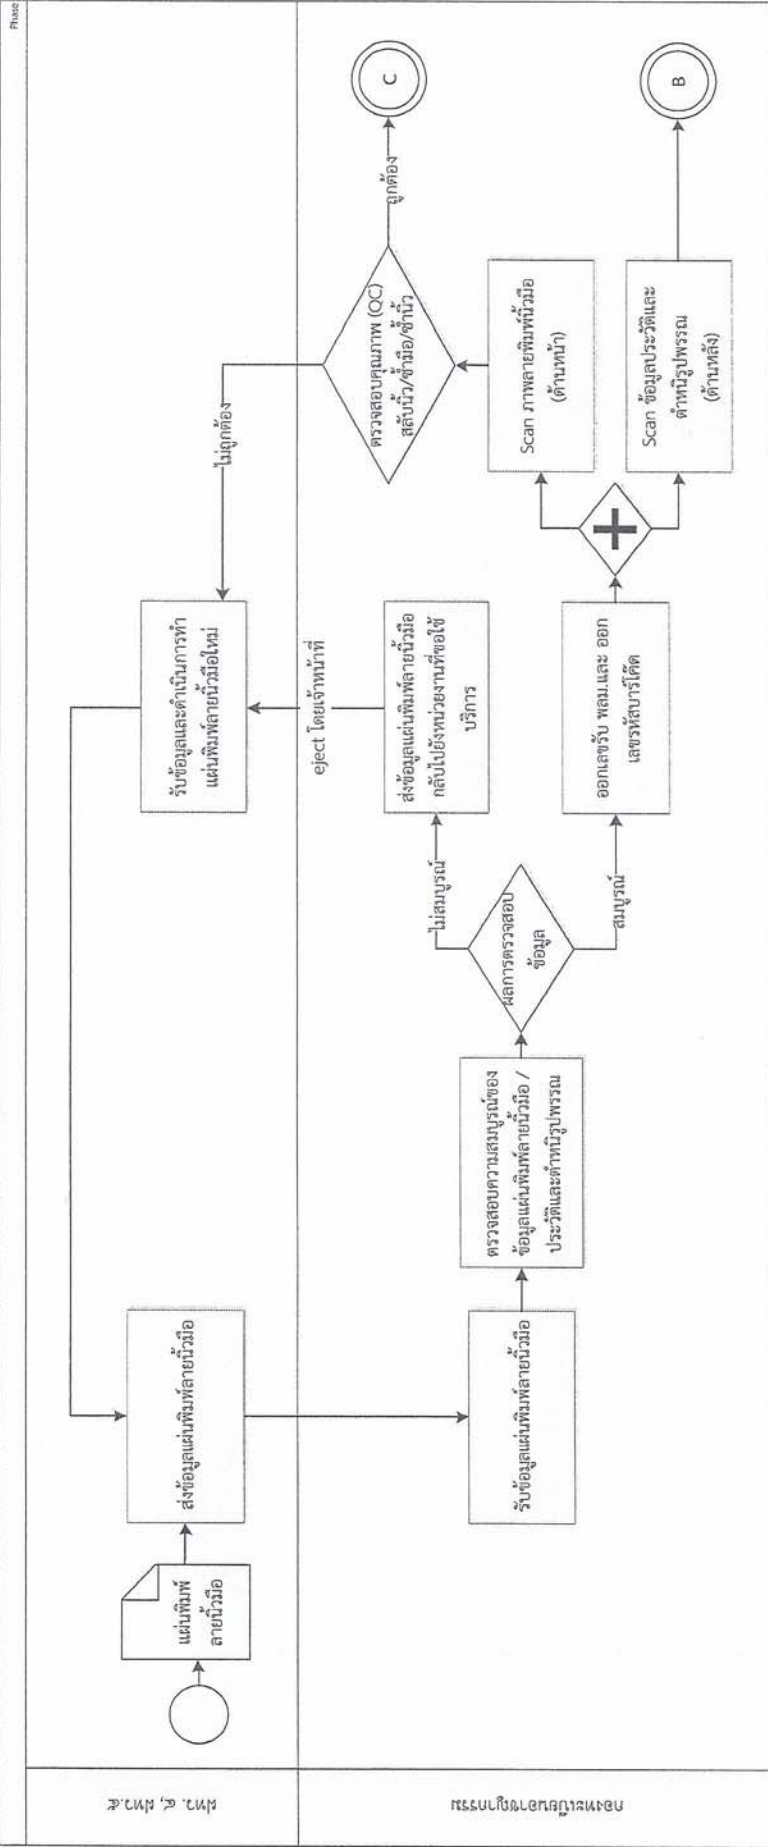 Phase
ฝทว. ๔, ฝทว.๕
แผ่นพิมพ์
ลายนิ้วมือ
ส่งข้อมูลแผ่นพิมพ์ลายนิ้วมือ
รับข้อมูลและดำเนินการทำ
แผ่นพิมพ์ลายนิ้วมือใหม่
ไม่ถูกต้อง
กองทะเบียนอาชญากรรม
รับข้อมูลแผ่นพิมพ์ลายนิ้วมือ
ตรวจสอบความสมบูรณ์ของ
ข้อมูลแผ่นพิมพ์ลายนิ้วมือ /
ประวัติและตำหนิรูปพรรณ
ผลการตรวจสอบ
ข้อมูล
ไม่สมบูรณ์
สมบูรณ์
eject โดยเจ้าหน้าที่
ส่งข้อมูลแผ่นพิมพ์ลายนิ้วมือ
กลับไปยังหน่วยงานที่ขอใช้
บริการ
ออกเลขรับ พลม.และ ออก
เลขรหัสบาร์โค๊ด
Scan ภาพลายพิมพ์นิ้วมือ
(ด้านหน้า)
Scan ข้อมูลประวัติและ
ตำหนิรูปพรรณ
(ด้านหลัง)
ตรวจสอบคุณภาพ (QC)
สลับนิ้ว/ซ้ำมือ/ซ้ำนิ้ว
ถูกต้อง
C
B